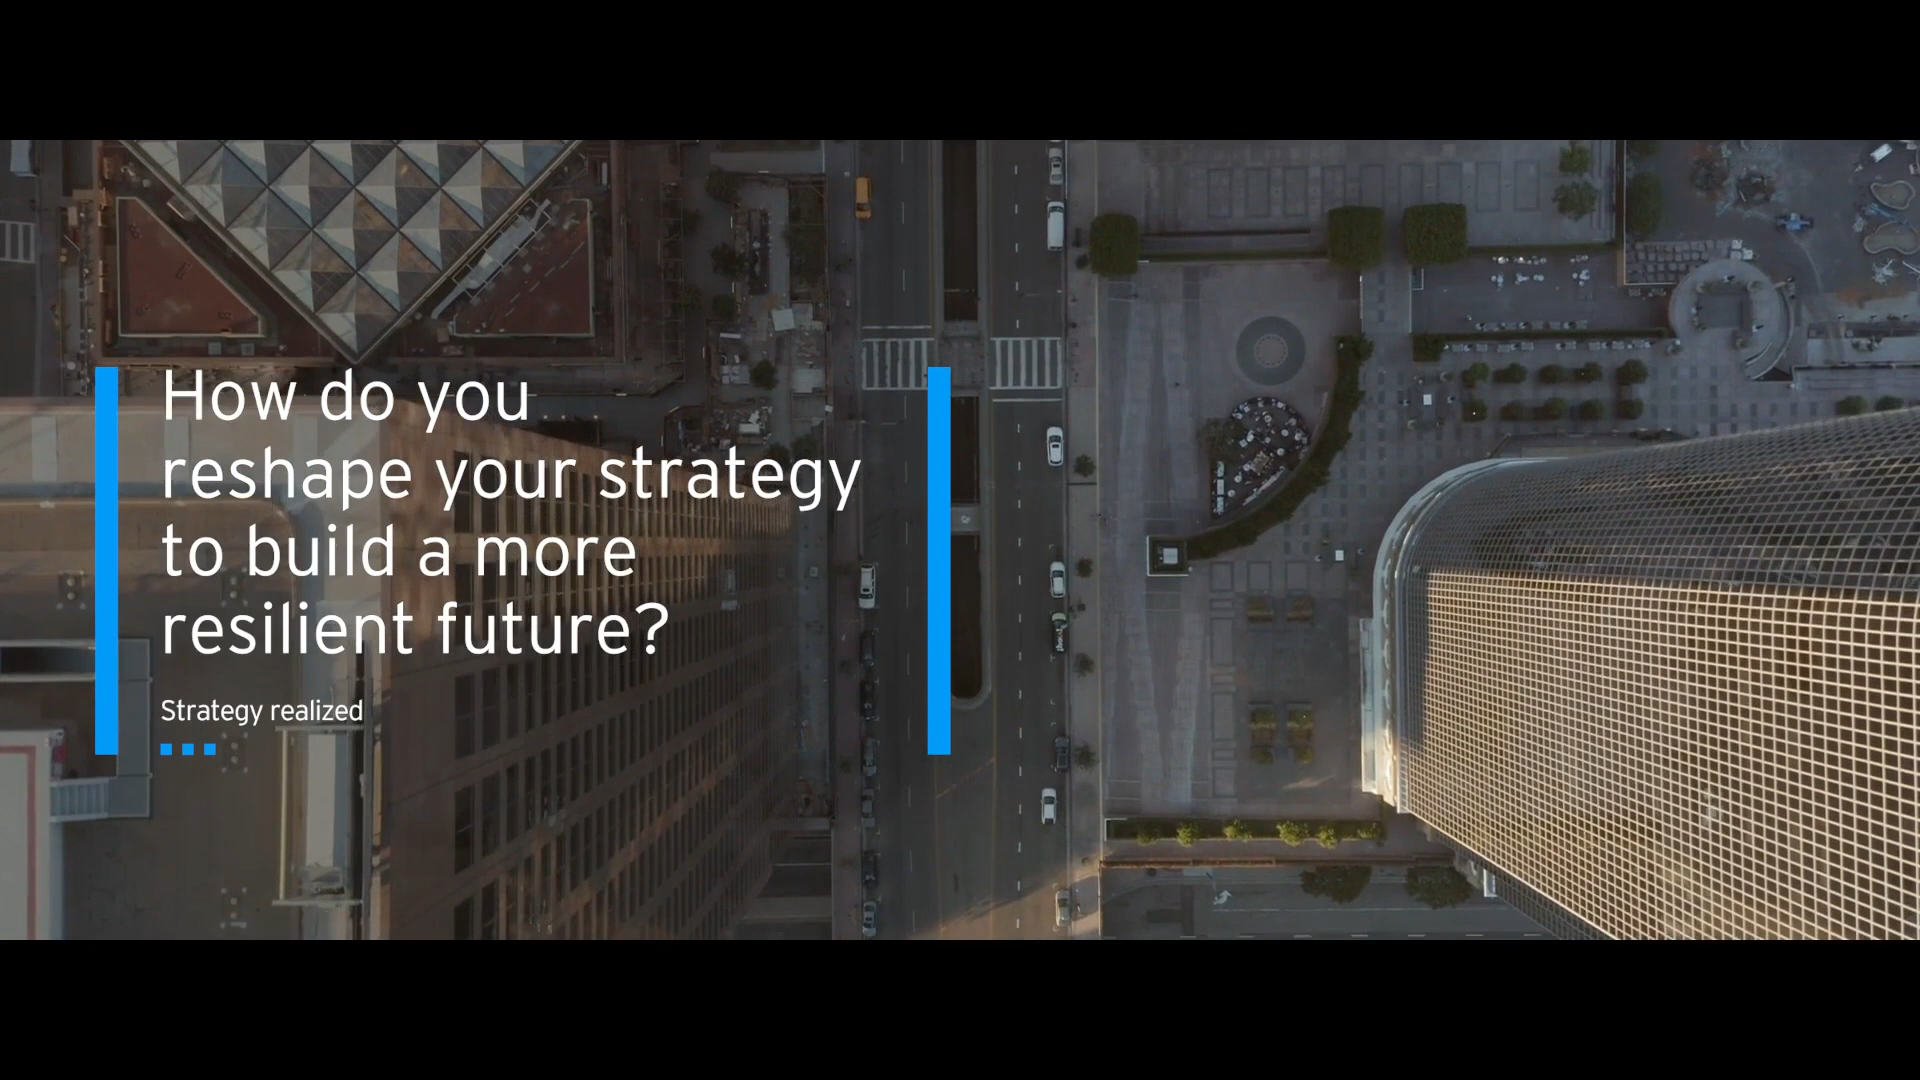 How do you
reshape your strategy
to build a more
resilient future?
Strategy realized